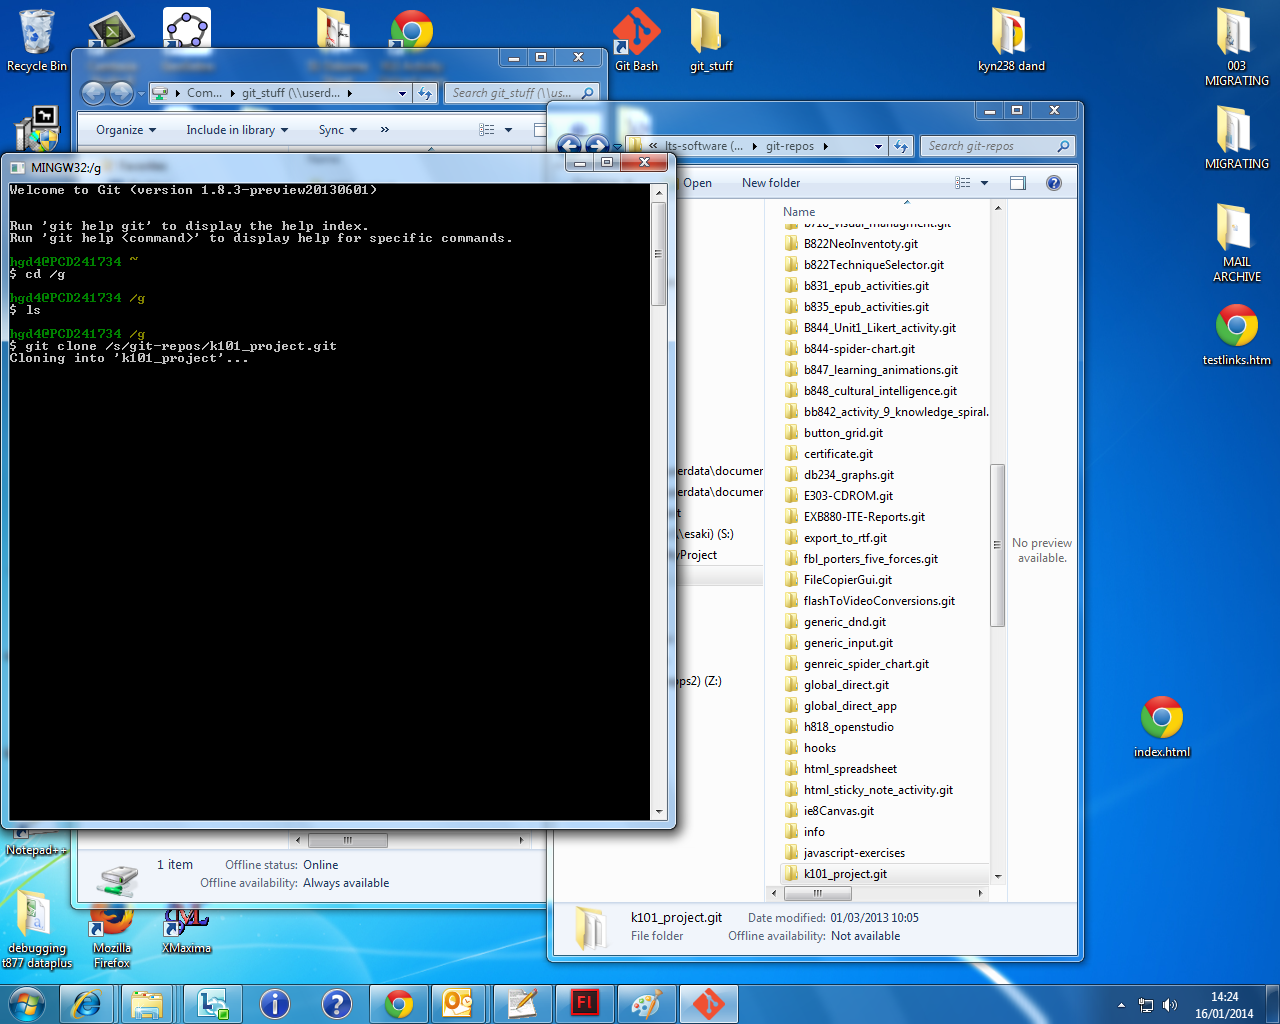 Recycle Bin
Git Bash
git_stuff
kyn238 dand
003
MIGRATING
MIGRATING
MAIL
ARCHIVE
testlinks.htm
index.html
Com...
git_stuff (\\userd...
Search git_stuff (\\us...
Organize
Include in library
Sync
»
« lts-software (...
git-repos
Search git-repos
Open
New folder
MINGW32:/g
Welcome to Git (version 1.8.3-preview20130601)
Run 'git help git' to display the help index.
Run 'git help <command>' to display help for specific commands.
hgd4@PCD241734 ~
$ cd /g
hgd4@PCD241734 /g
$ ls
hgd4@PCD241734 /g
$ git clone /s/git-repos/k101_project.git
Cloning into 'k101_project'...
erdata\documen
erdata\documen
t
\\esaki) (S:)
yProject
ps2) (Z:)
Name
b718_visual_managment.git
B822NeoInventoty.git
b822TechniqueSelector.git
b831_epub_activities.git
b835_epub_activities.git
B844_Unit1_Likert_activity.git
b844-spider-chart.git
b847_learning_animations.git
b848_cultural_intelligence.git
bb842_activity_9_knowledge_spiral.
button_grid.git
certificate.git
db234_graphs.git
E303-CDROM.git
EXB880-ITE-Reports.git
export_to_rtf.git
fbl_porters_five_forces.git
FileCopierGui.git
flashToVideoConversions.git
generic_dnd.git
generic_input.git
genreic_spider_chart.git
global_direct.git
global_direct_app
h818_openstudio
hooks
html_spreadsheet
html_sticky_note_activity.git
ie8Canvas.git
info
javascript-exercises
k101_project.git
No preview
available.
Notepad++
1 item
Offline status: Online
Offline availability: Always available
k101_project.git
Date modified: 01/03/2013 10:05
File folder
Offline availability: Not available
debugging
t877 dataplus
Mozilla
Firefox
XMaxima
14:24
16/01/2014